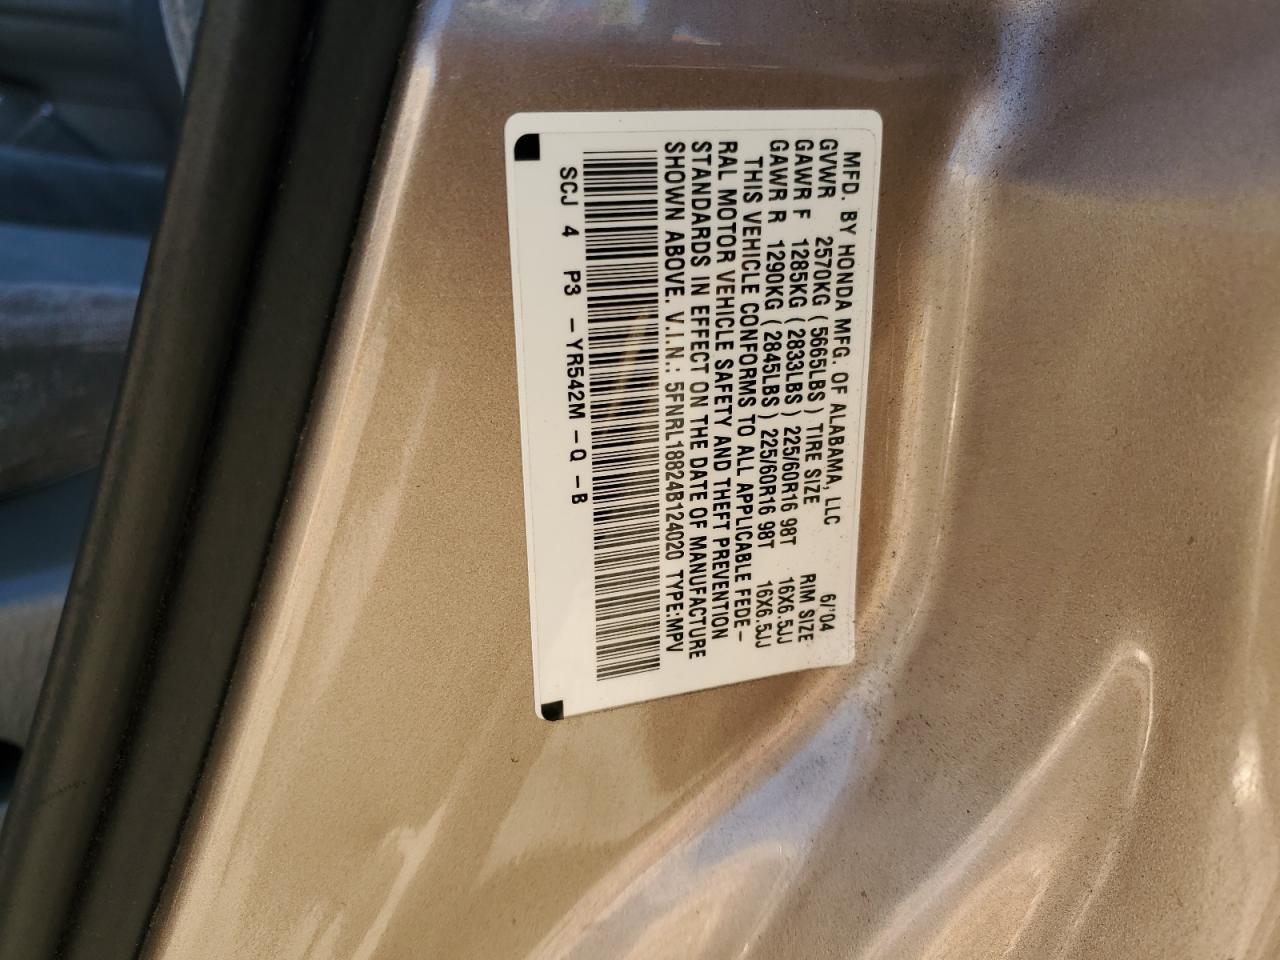 MFD. BY HONDA MFG. OF ALABAMA, LLC 6/'04
GVWR 2570KG ( 5665LBS ) TIRE SIZE RIM SIZE
GAWR F 1285KG ( 2833LBS ) 225/60R16 98T 16X6.5JJ
GAWR R 1290KG ( 2845LBS ) 225/60R16 98T 16X6.5JJ
THIS VEHICLE CONFORMS TO ALL APPLICABLE FEDE-
RAL MOTOR VEHICLE SAFETY AND THEFT PREVENTION
STANDARDS IN EFFECT ON THE DATE OF MANUFACTURE
SHOWN ABOVE. V.I.N.: 5FNRL18824B124020 TYPE:MPV
SCJ 4 P3 -YR542M -Q -B